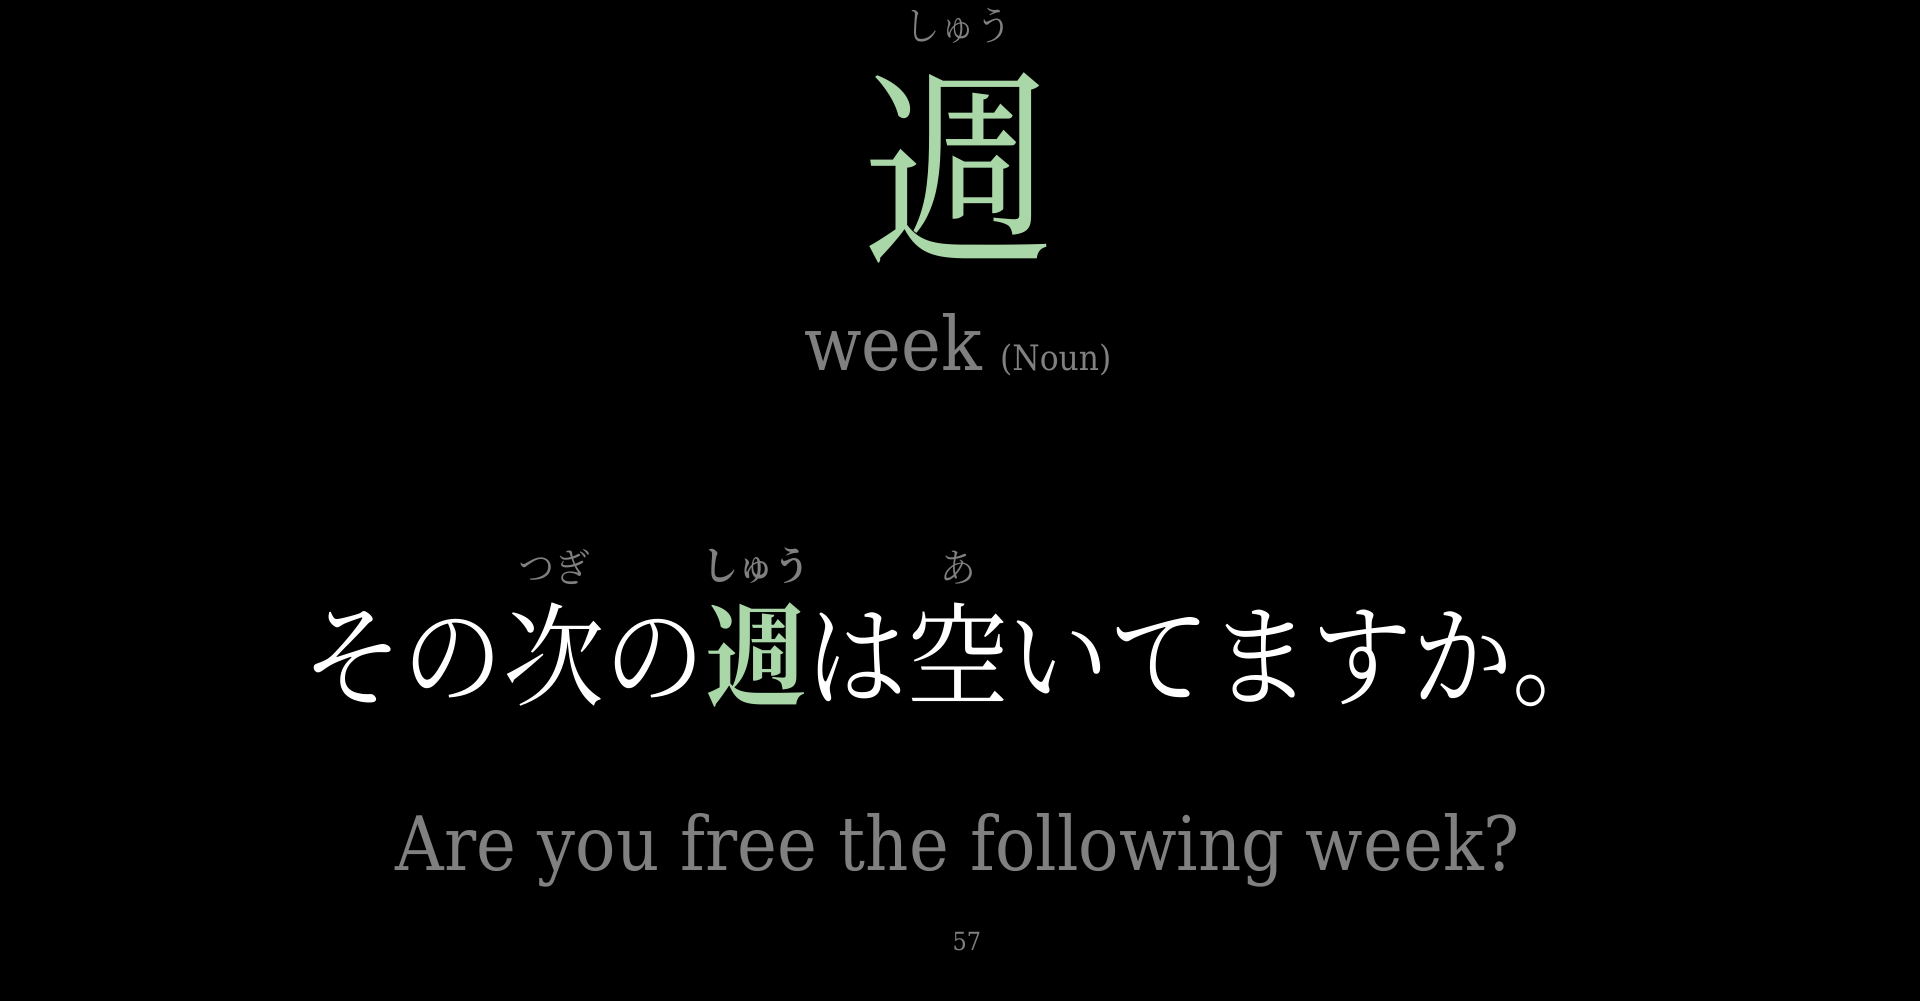 しゅう
週
week (Noun)
つぎ しゅう あ
その次の週は空いてますか。
Are you free the following week?
57